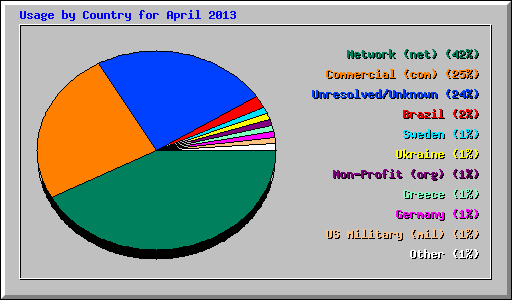 Usage by Country for April 2013
Network (net) (42%)
Commercial (com) (25%)
Unresolved/Unknown (24%)
Brazil (2%)
Sweden (1%)
Ukraine (1%)
Non-Profit (org) (1%)
Greece (1%)
Germany (1%)
US Military (mil) (1%)
Other (1%)